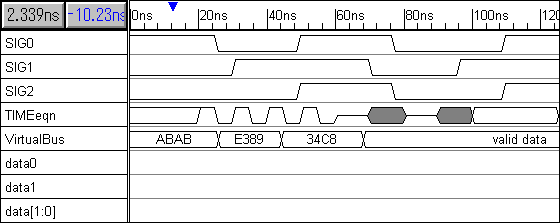 2.339ns -10.23ns 0ns 20ns 40ns 60ns 80ns 100ns 120
SIG0
SIG1
SIG2
TIMEeqn
VirtualBus ABAB E389 34C8 valid data
data0
data1
data[1:0]